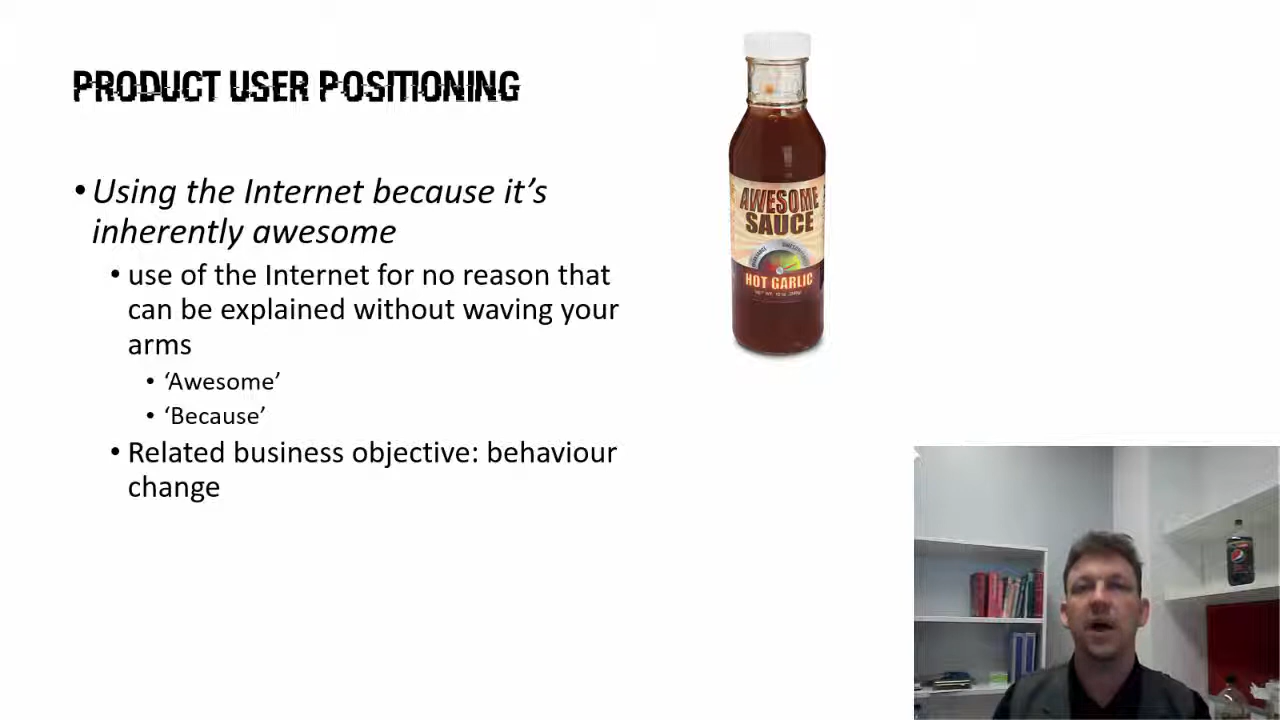 PRODUCT USER POSITIONING
• Using the Internet because it’s
inherently awesome
• use of the Internet for no reason that
can be explained without waving your
arms
• ‘Awesome’
• ‘Because’
• Related business objective: behaviour
change
AWESOME
SAUCE
HOT GARLIC